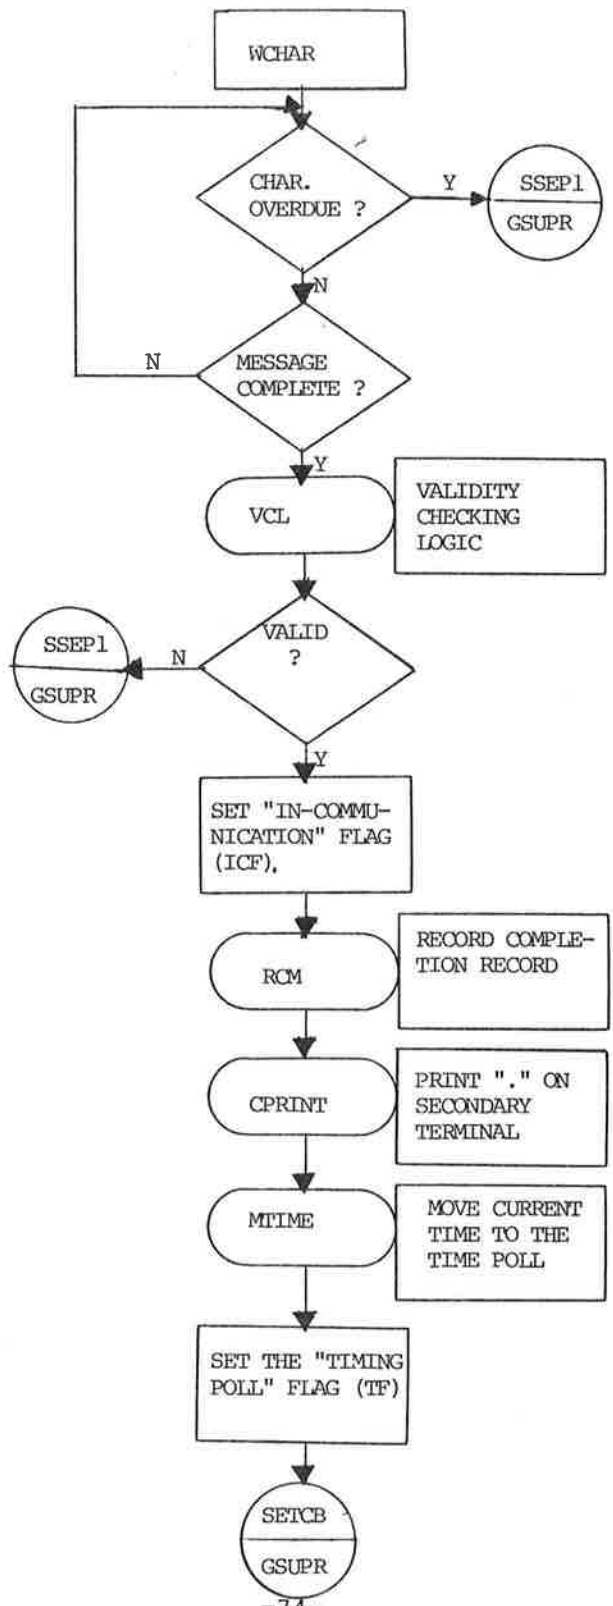 WCHAR
CHAR.
OVERDUE ?
Y
SSEP1
GSUPR
N
MESSAGE
COMPLETE ?
N
Y
VCL
VALIDITY
CHECKING
LOGIC
VALID
?
N
SSEP1
GSUPR
Y
SET "IN-COMMU-
NICATION" FLAG
(ICF).
RCM
RECORD COMPLE-
TION RECORD
CPRINT
PRINT "." ON
SECONDARY
TERMINAL
MTIME
MOVE CURRENT
TIME TO THE
TIME POLL
SET THE "TIMING
POLL" FLAG (TF)
SETCB
GSUPR
-74-